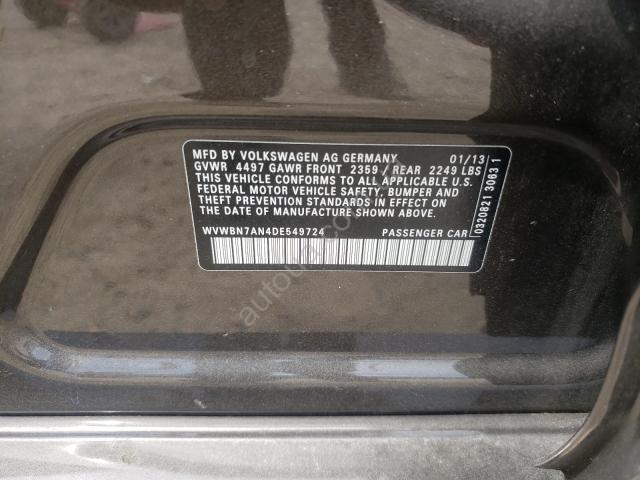 MFD BY VOLKSWAGEN AG GERMANY 01/13
GVWR 4497 GAWR FRONT 2359 / REAR 2249 LBS
THIS VEHICLE CONFORMS TO ALL APPLICABLE U.S.
FEDERAL MOTOR VEHICLE SAFETY, BUMPER AND
THEFT PREVENTION STANDARDS IN EFFECT ON
THE DATE OF MANUFACTURE SHOWN ABOVE.
WVWBN7AN4DE549724 PASSENGER CAR
0320821 3063 1